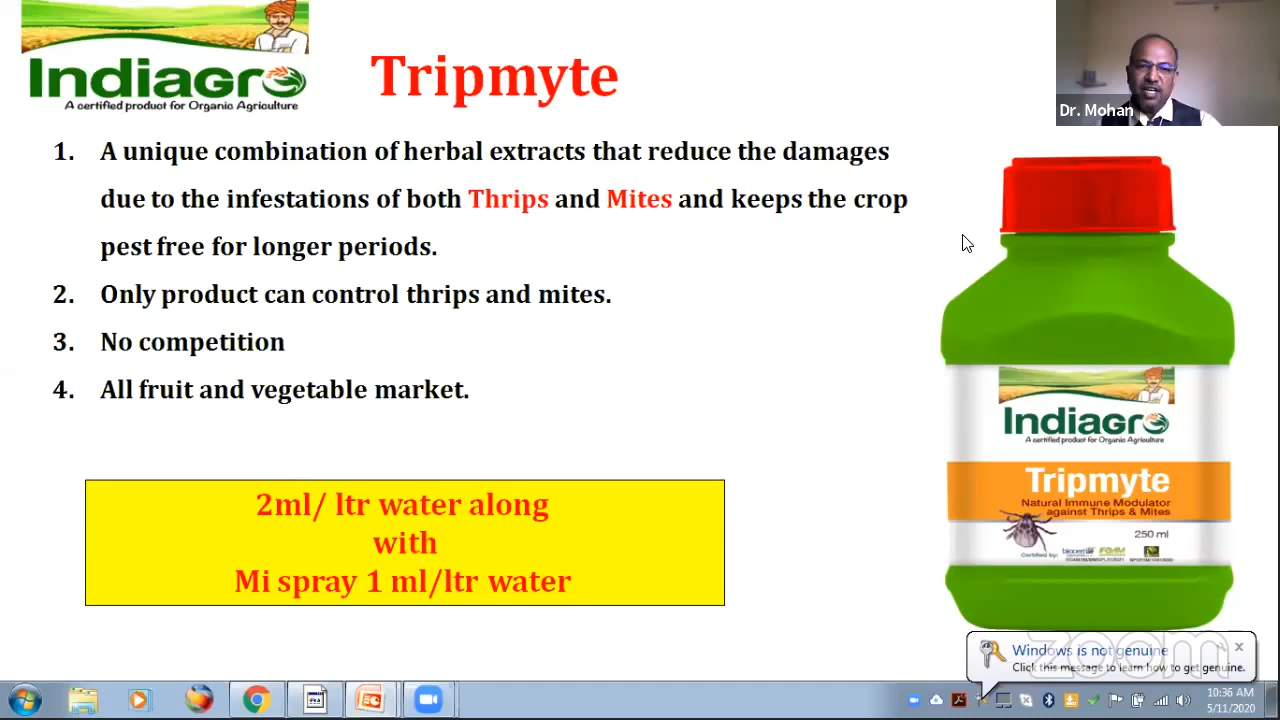 Indiagro
A certified product for Organic Agriculture
Tripmyte
Dr. Mohan
1. A unique combination of herbal extracts that reduce the damages
due to the infestations of both Thrips and Mites and keeps the crop
pest free for longer periods.
2. Only product can control thrips and mites.
3. No competition
4. All fruit and vegetable market.
2ml/ ltr water along
with
Mi spray 1 ml/ltr water
Indiagro
A certified product for Organic Agriculture
Tripmyte
Natural Immune Modulator
against Thrips & Mites
250 ml
Certified by:
zoom
Windows is not genuine
Click this message to learn how to get genuine.
10:36 AM
5/11/2020